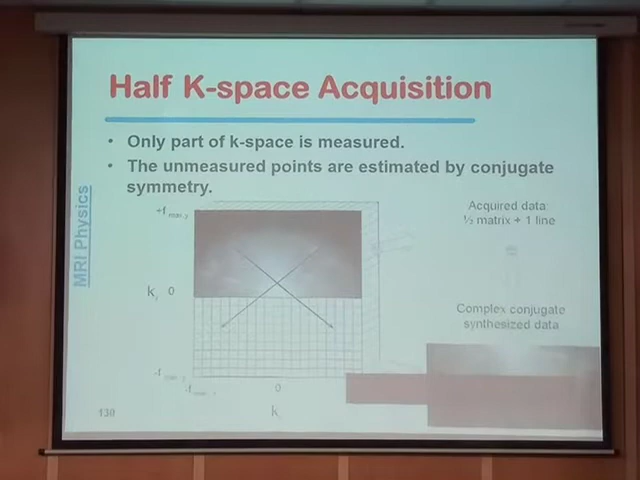 Half K-space Acquisition
• Only part of k-space is measured.
• The unmeasured points are estimated by conjugate
symmetry.
MRI Physics
+f max,y
Acquired data:
½ matrix + 1 line
k 0
Complex conjugate
synthesized data
-f
-f
0
k
130